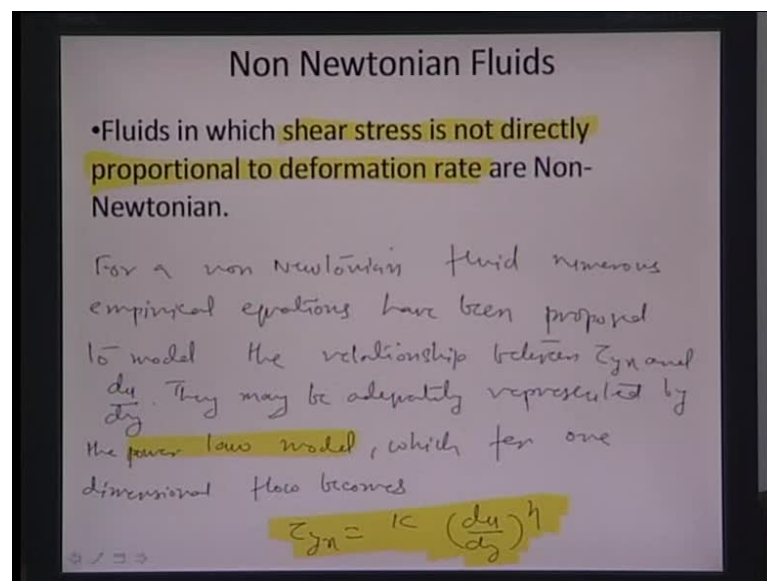 Non Newtonian Fluids
•Fluids in which shear stress is not directly
proportional to deformation rate are Non-
Newtonian.
For a non Newtonian fluid numerous
empirical equations have been proposed
to model the relationship between τyx and
du/dy. They may be adequately represented by
the power law model, which for one
dimensional flow becomes
τyx = K (du/dy)^n